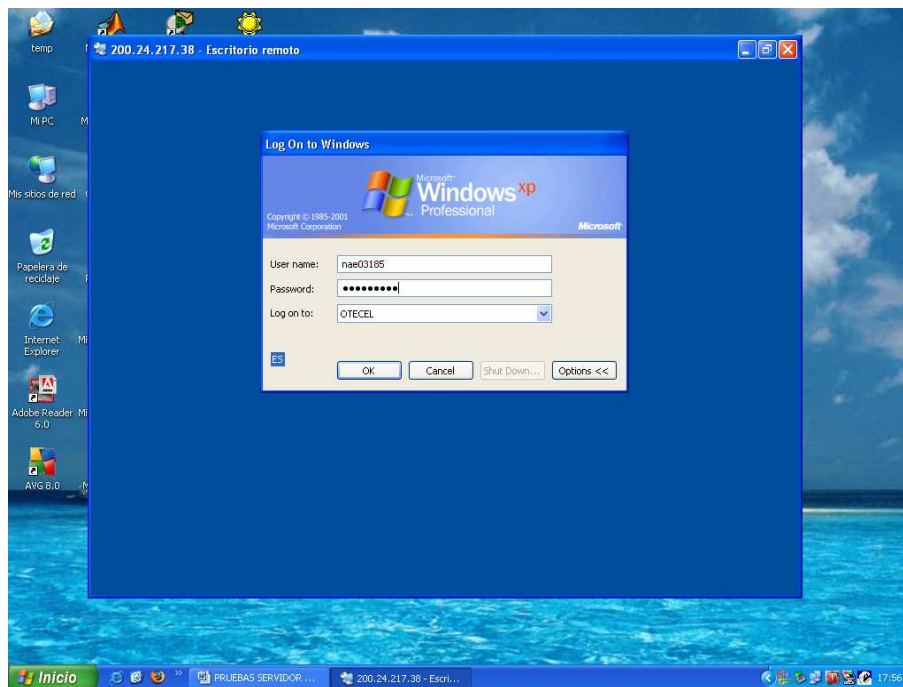 temp
200.24.217.38 - Escritorio remoto
Mi PC
Log On to Windows
Microsoft
Windows xp
Professional
Copyright © 1985-2001
Microsoft Corporation
Microsoft
Mis sitios de red
User name: nae03185
Password: •••••••••
Log on to: OTECEL
Papelera de
reciclaje
Internet
Explorer
ES
OK Cancel Shut Down... Options <<
Adobe Reader
6.0
AVG 8.0
Inicio
PRUEBAS SERVIDOR ...
200.24.217.38 - Escri...
17:56